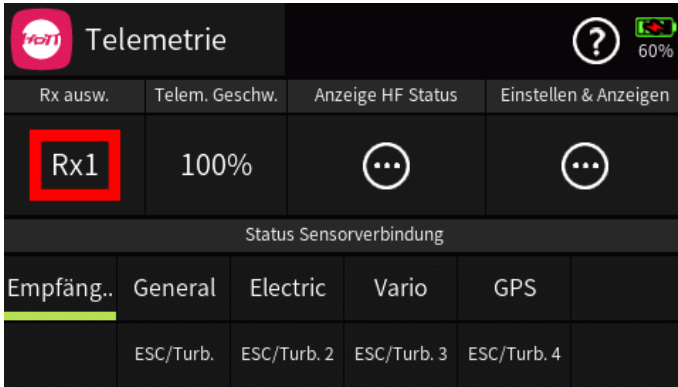 HoTT Telemetrie ?
60%
Rx ausw. Telem. Geschw. Anzeige HF Status Einstellen & Anzeigen
Rx1 100%
Status Sensorverbindung
Empfäng.. General Electric Vario GPS
ESC/Turb. ESC/Turb. 2 ESC/Turb. 3 ESC/Turb. 4